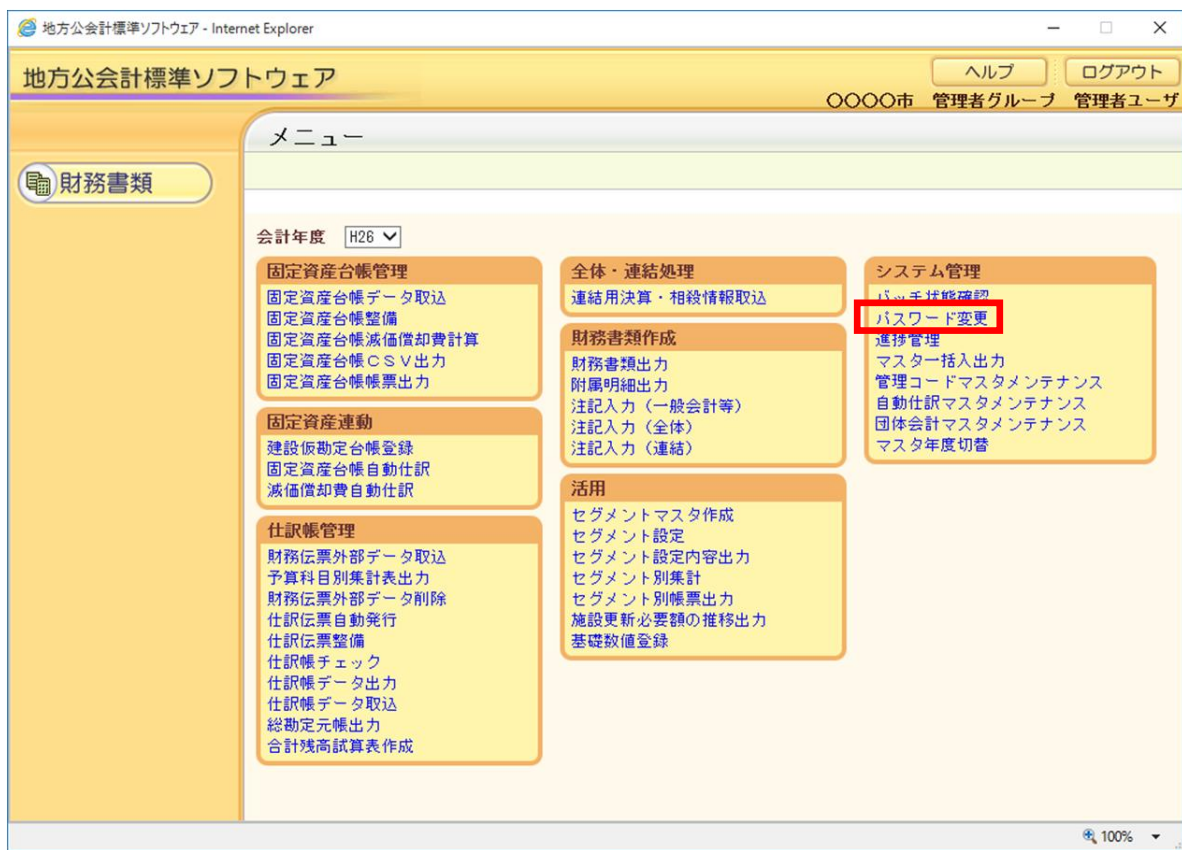 地方公会計標準ソフトウェア - Internet Explorer
地方公会計標準ソフトウェア
ヘルプ
ログアウト
〇〇〇〇市 管理者グループ 管理者ユーザ
メニュー
財務書類
会計年度 H26
固定資産台帳管理
固定資産台帳データ取込
固定資産台帳整備
固定資産台帳減価償却費計算
固定資産台帳CSV出力
固定資産台帳帳票出力
固定資産連動
建設仮勘定台帳登録
固定資産台帳自動仕訳
減価償却費自動仕訳
仕訳帳管理
財務伝票外部データ取込
予算科目別集計表出力
財務伝票外部データ削除
仕訳伝票自動発行
仕訳伝票整備
仕訳帳チェック
仕訳帳データ出力
仕訳帳データ取込
総勘定元帳出力
合計残高試算表作成
全体・連結処理
連結用決算・相殺情報取込
財務書類作成
財務書類出力
附属明細出力
注記入力（一般会計等）
注記入力（全体）
注記入力（連結）
活用
セグメントマスタ作成
セグメント設定
セグメント設定内容出力
セグメント別集計
セグメント別帳票出力
施設更新必要額の推移出力
基礎数値登録
システム管理
バッチ状態確認
パスワード変更
進捗管理
マスタ一括入出力
管理コードマスタメンテナンス
自動仕訳マスタメンテナンス
団体会計マスタメンテナンス
マスタ年度切替
100%